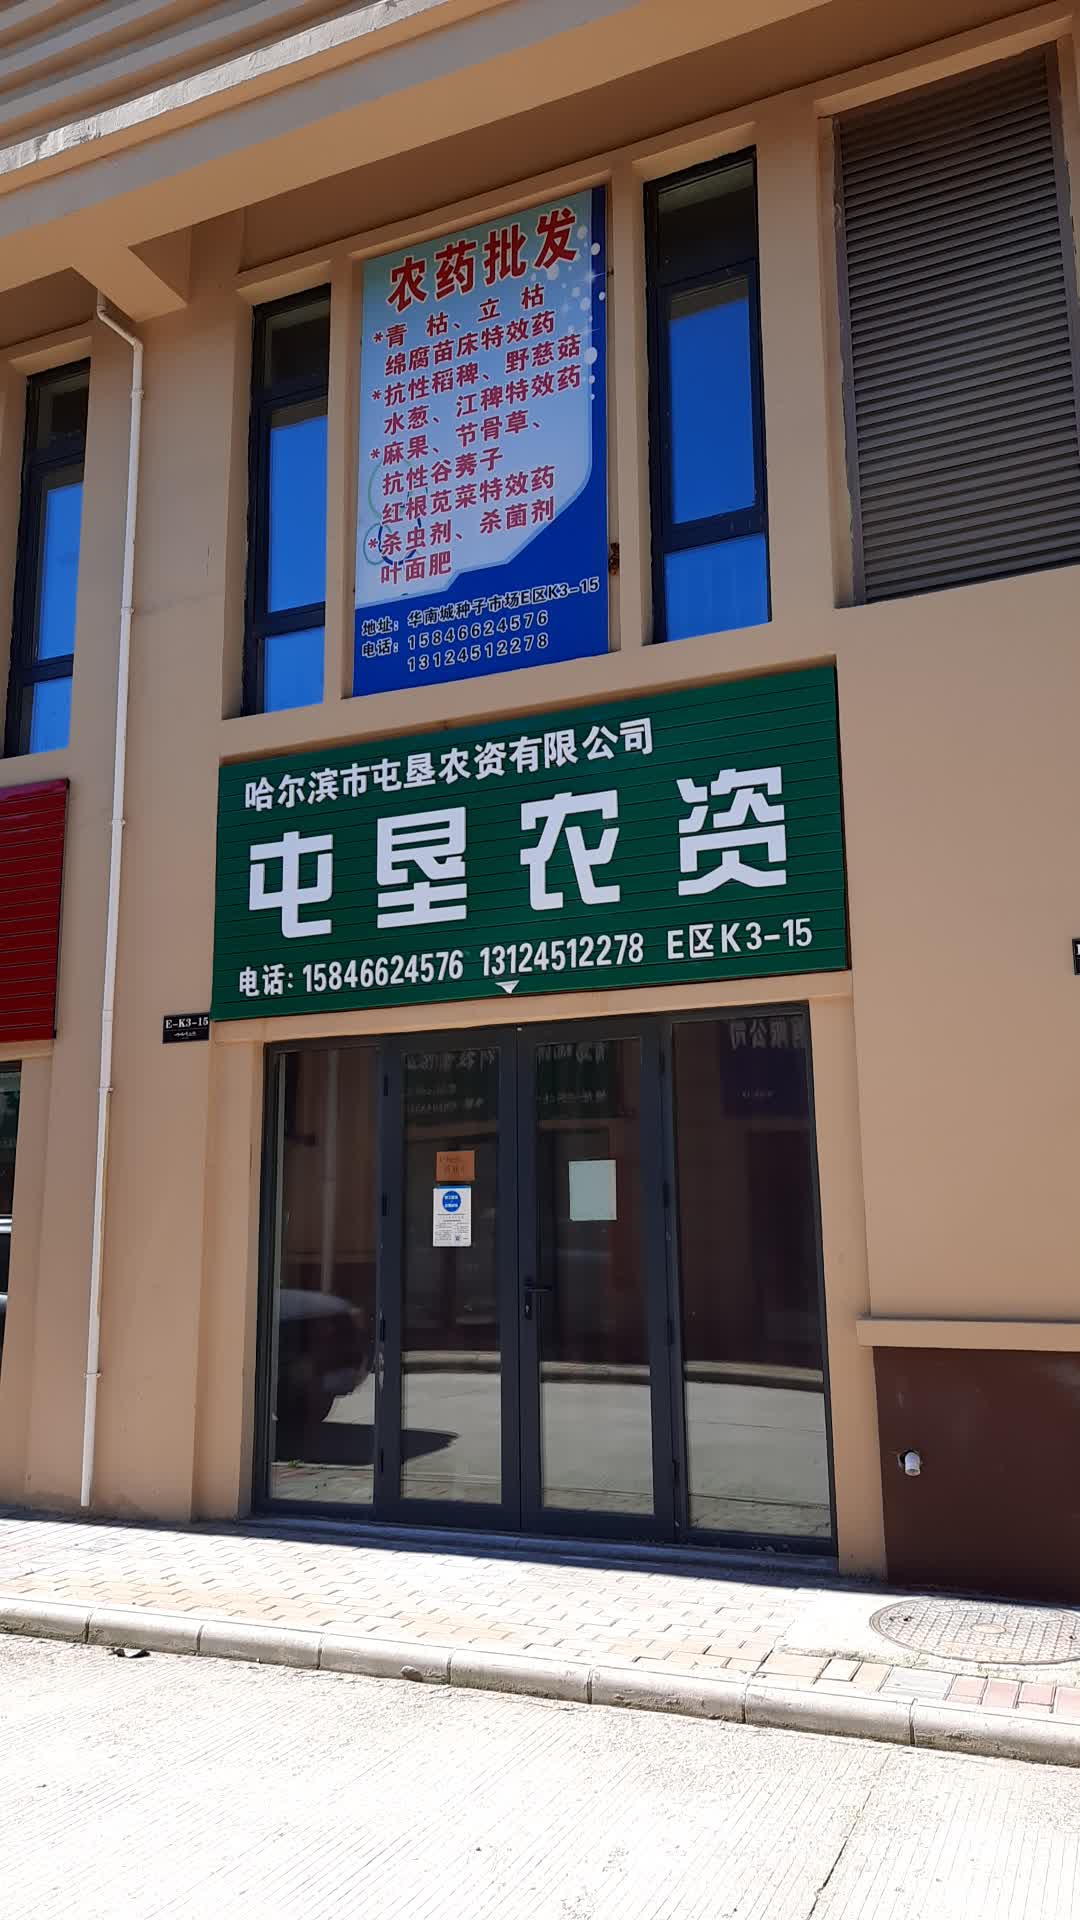 农药批发
*青枯、立枯
绵腐苗床特效药
*抗性稻稗、野慈菇
水葱、江稗特效药
*麻果、节骨草、
抗性谷莠子
红根苋菜特效药
*杀虫剂、杀菌剂
叶面肥
地址：华南城种子市场E区K3-15
电话：15846624576
13124512278
哈尔滨市屯垦农资有限公司
屯垦农资
电话：15846624576 13124512278 E区K3-15
E-K3-15